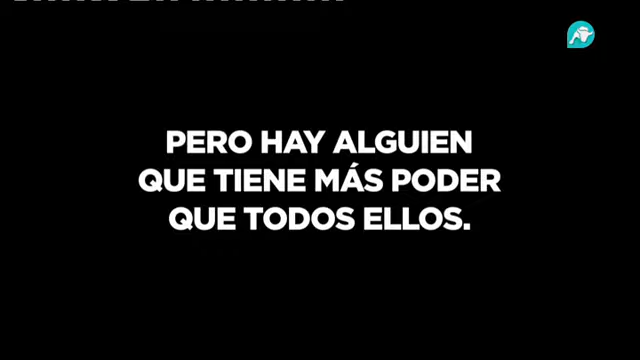 PERO HAY ALGUIEN
QUE TIENE MÁS PODER
QUE TODOS ELLOS.